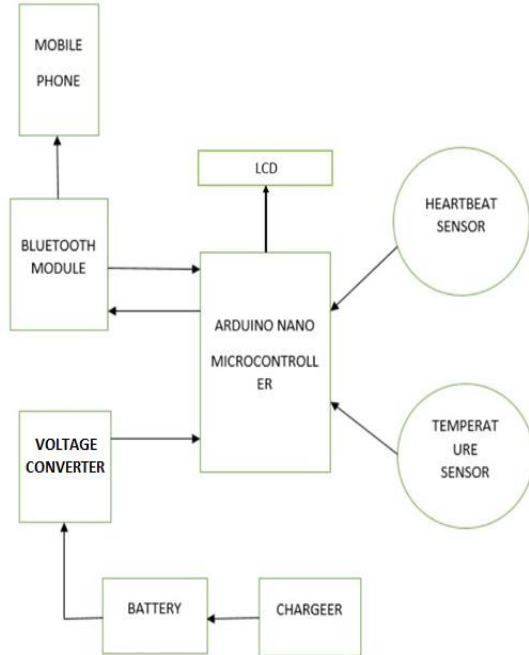 MOBILE
PHONE
LCD
HEARTBEAT
SENSOR
BLUETOOTH
MODULE
ARDUINO NANO
MICROCONTROLL
ER
VOLTAGE
CONVERTER
TEMPERAT
URE
SENSOR
BATTERY
CHARGEER